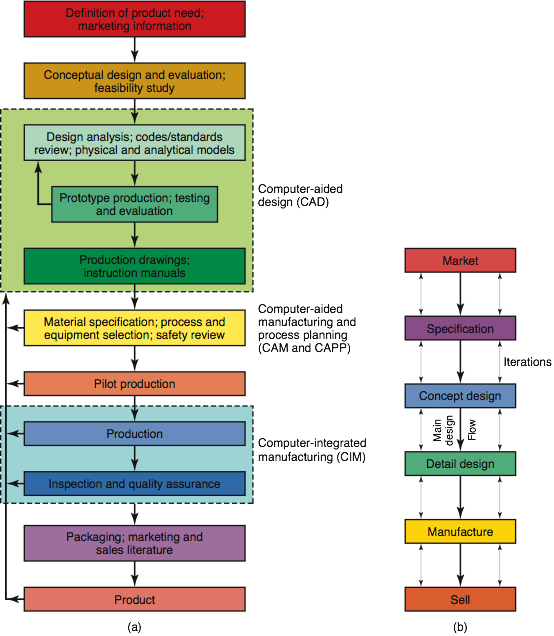 Definition of product need;
marketing information
Conceptual design and evaluation;
feasibility study
Design analysis; codes/standards
review; physical and analytical models
Prototype production; testing
and evaluation
Computer-aided
design (CAD)
Production drawings;
instruction manuals
Material specification; process and
equipment selection; safety review
Computer-aided
manufacturing and
process planning
(CAM and CAPP)
Pilot production
Production
Computer-integrated
manufacturing (CIM)
Inspection and quality assurance
Packaging; marketing and
sales literature
Product
(a)
Market
Specification
Iterations
Concept design
Main
design
Flow
Detail design
Manufacture
Sell
(b)